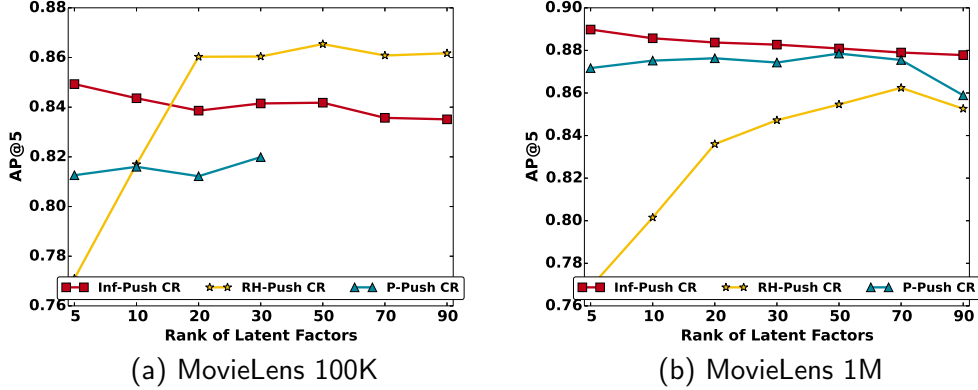 0.88
0.86
0.84
0.82
0.80
0.78
0.76
AP@5
Inf-Push CR RH-Push CR P-Push CR
5 10 20 30 50 70 90
Rank of Latent Factors
(a) MovieLens 100K
0.90
0.88
0.86
0.84
0.82
0.80
0.78
0.76
AP@5
Inf-Push CR RH-Push CR P-Push CR
5 10 20 30 50 70 90
Rank of Latent Factors
(b) MovieLens 1M